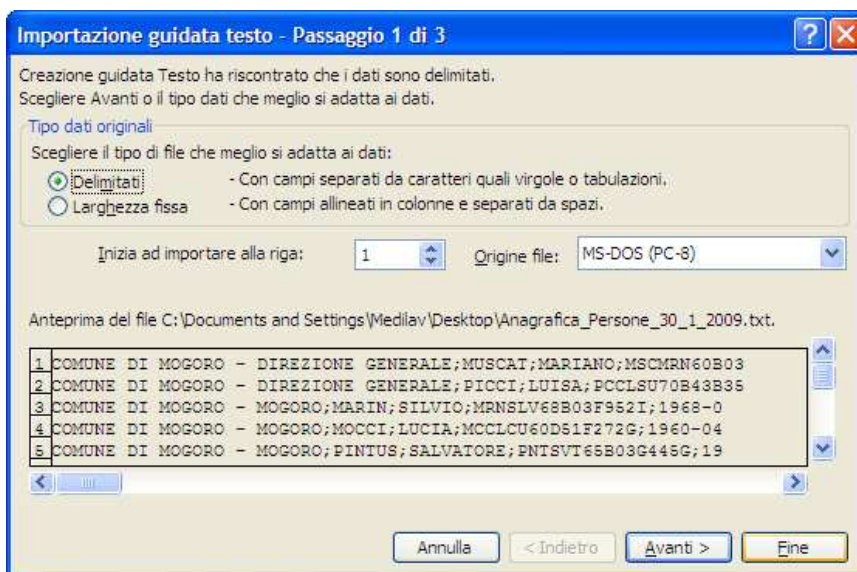 Importazione guidata testo - Passaggio 1 di 3
Creazione guidata Testo ha riscontrato che i dati sono delimitati.
Scegliere Avanti o il tipo dati che meglio si adatta ai dati.
Tipo dati originali
Scegliere il tipo di file che meglio si adatta ai dati:
Delimitati - Con campi separati da caratteri quali virgole o tabulazioni.
Larghezza fissa - Con campi allineati in colonne e separati da spazi.
Inizia ad importare alla riga: 1 Origine file: MS-DOS (PC-8)
Anteprima del file C:\Documents and Settings\Medilav\Desktop\Anagrafica_Persone_30_1_2009.txt.
1 COMUNE DI MOGORO - DIREZIONE GENERALE;MUSCAT;MARIANO;MSCMRN60B03
2 COMUNE DI MOGORO - DIREZIONE GENERALE;PICCI;LUISA;PCCLSU70B43B35
3 COMUNE DI MOGORO - MOGORO;MARIN;SILVIO;MRNSLV68B03F952I;1968-0
4 COMUNE DI MOGORO - MOGORO;MOCCI;LUCIA;MCCLCU60D51F272G;1960-04
5 COMUNE DI MOGORO - MOGORO;PINTUS;SALVATORE;PNTSVT65B03G445G;19
Annulla < Indietro Avanti > Fine